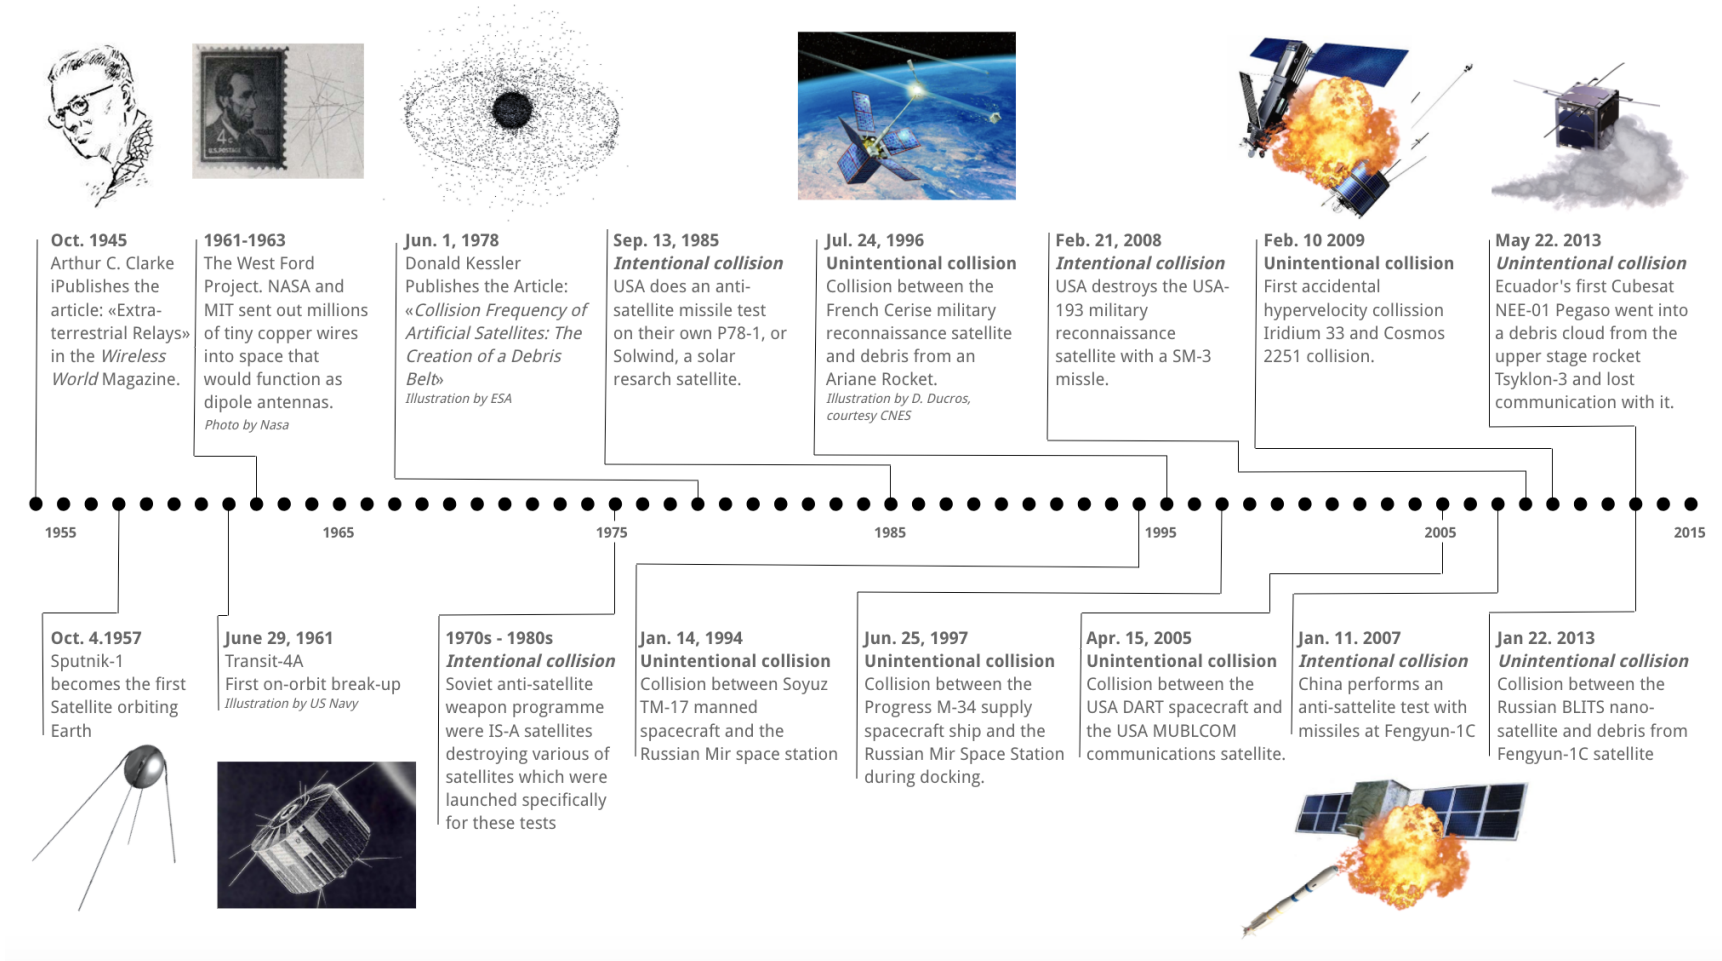 4c
U.S. POSTAGE
Oct. 1945
Arthur C. Clarke
iPublishes the
article: «Extra-
terrestrial Relays»
in the Wireless
World Magazine.
1961-1963
The West Ford
Project. NASA and
MIT sent out millions
of tiny copper wires
into space that
would function as
dipole antennas.
Photo by Nasa
Jun. 1, 1978
Donald Kessler
Publishes the Article:
«Collision Frequency of
Artificial Satellites: The
Creation of a Debris
Belt»
Illustration by ESA
Sep. 13, 1985
Intentional collision
USA does an anti-
satellite missile test
on their own P78-1, or
Solwind, a solar
resarch satellite.
Jul. 24, 1996
Unintentional collision
Collision between the
French Cerise military
reconnaissance satellite
and debris from an
Ariane Rocket.
Illustration by D. Ducros,
courtesy CNES
Feb. 21, 2008
Intentional collision
USA destroys the USA-
193 military
reconnaissance
satellite with a SM-3
missle.
Feb. 10 2009
Unintentional collision
First accidental
hypervelocity collission
Iridium 33 and Cosmos
2251 collision.
May 22. 2013
Unintentional collision
Ecuador's first Cubesat
NEE-01 Pegaso went into
a debris cloud from the
upper stage rocket
Tsyklon-3 and lost
communication with it.
1955
1965
1975
1985
1995
2005
2015
Oct. 4.1957
Sputnik-1
becomes the first
Satellite orbiting
Earth
June 29, 1961
Transit-4A
First on-orbit break-up
Illustration by US Navy
1970s - 1980s
Intentional collision
Soviet anti-satellite
weapon programme
were IS-A satellites
destroying various of
satellites which were
launched specifically
for these tests
Jan. 14, 1994
Unintentional collision
Collision between Soyuz
TM-17 manned
spacecraft and the
Russian Mir space station
Jun. 25, 1997
Unintentional collision
Collision between the
Progress M-34 supply
spacecraft ship and the
Russian Mir Space Station
during docking.
Apr. 15, 2005
Unintentional collision
Collision between the
USA DART spacecraft and
the USA MUBLCOM
communications satellite.
Jan. 11. 2007
Intentional collision
China performs an
anti-sattelite test with
missiles at Fengyun-1C
Jan 22. 2013
Unintentional collision
Collision between the
Russian BLITS nano-
satellite and debris from
Fengyun-1C satellite